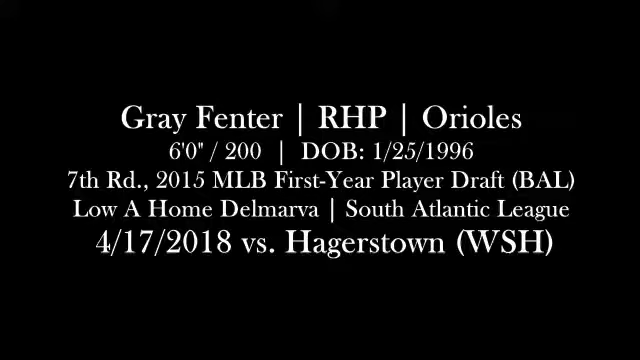 Gray Fenter | RHP | Orioles
6'0" / 200 | DOB: 1/25/1996
7th Rd., 2015 MLB First-Year Player Draft (BAL)
Low A Home Delmarva | South Atlantic League
4/17/2018 vs. Hagerstown (WSH)